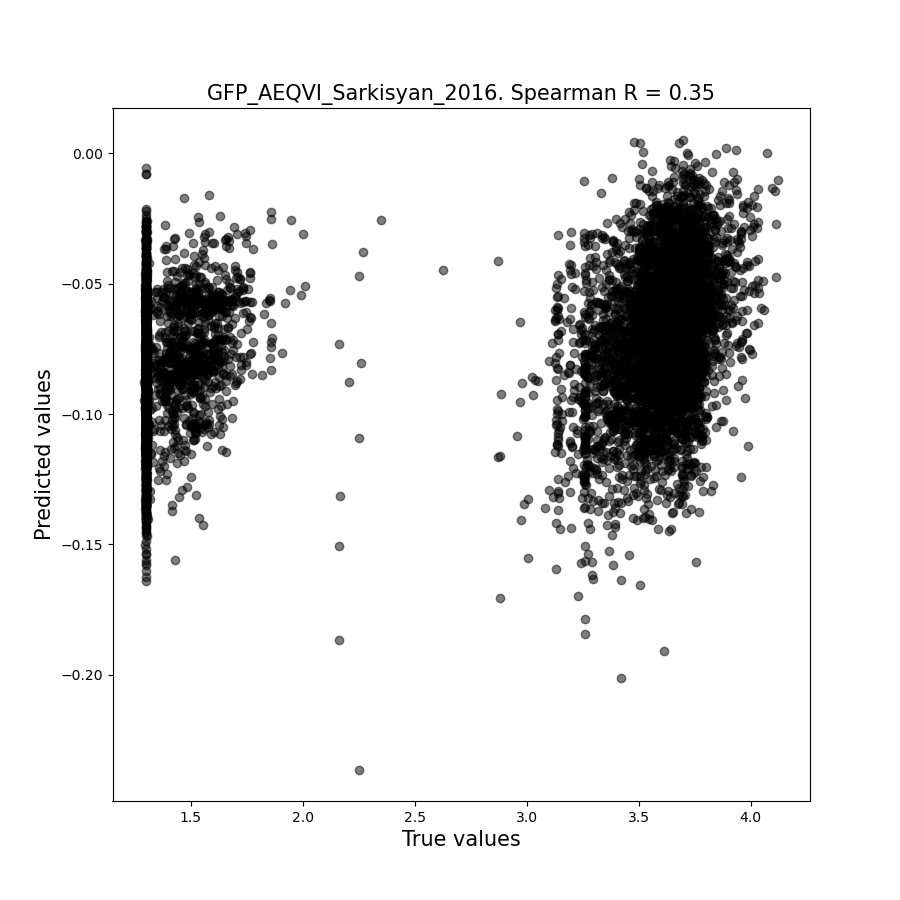 GFP_AEQVI_Sarkisyan_2016. Spearman R = 0.35
Predicted values
0.00
−0.05
−0.10
−0.15
−0.20
1.5 2.0 2.5 3.0 3.5 4.0
True values